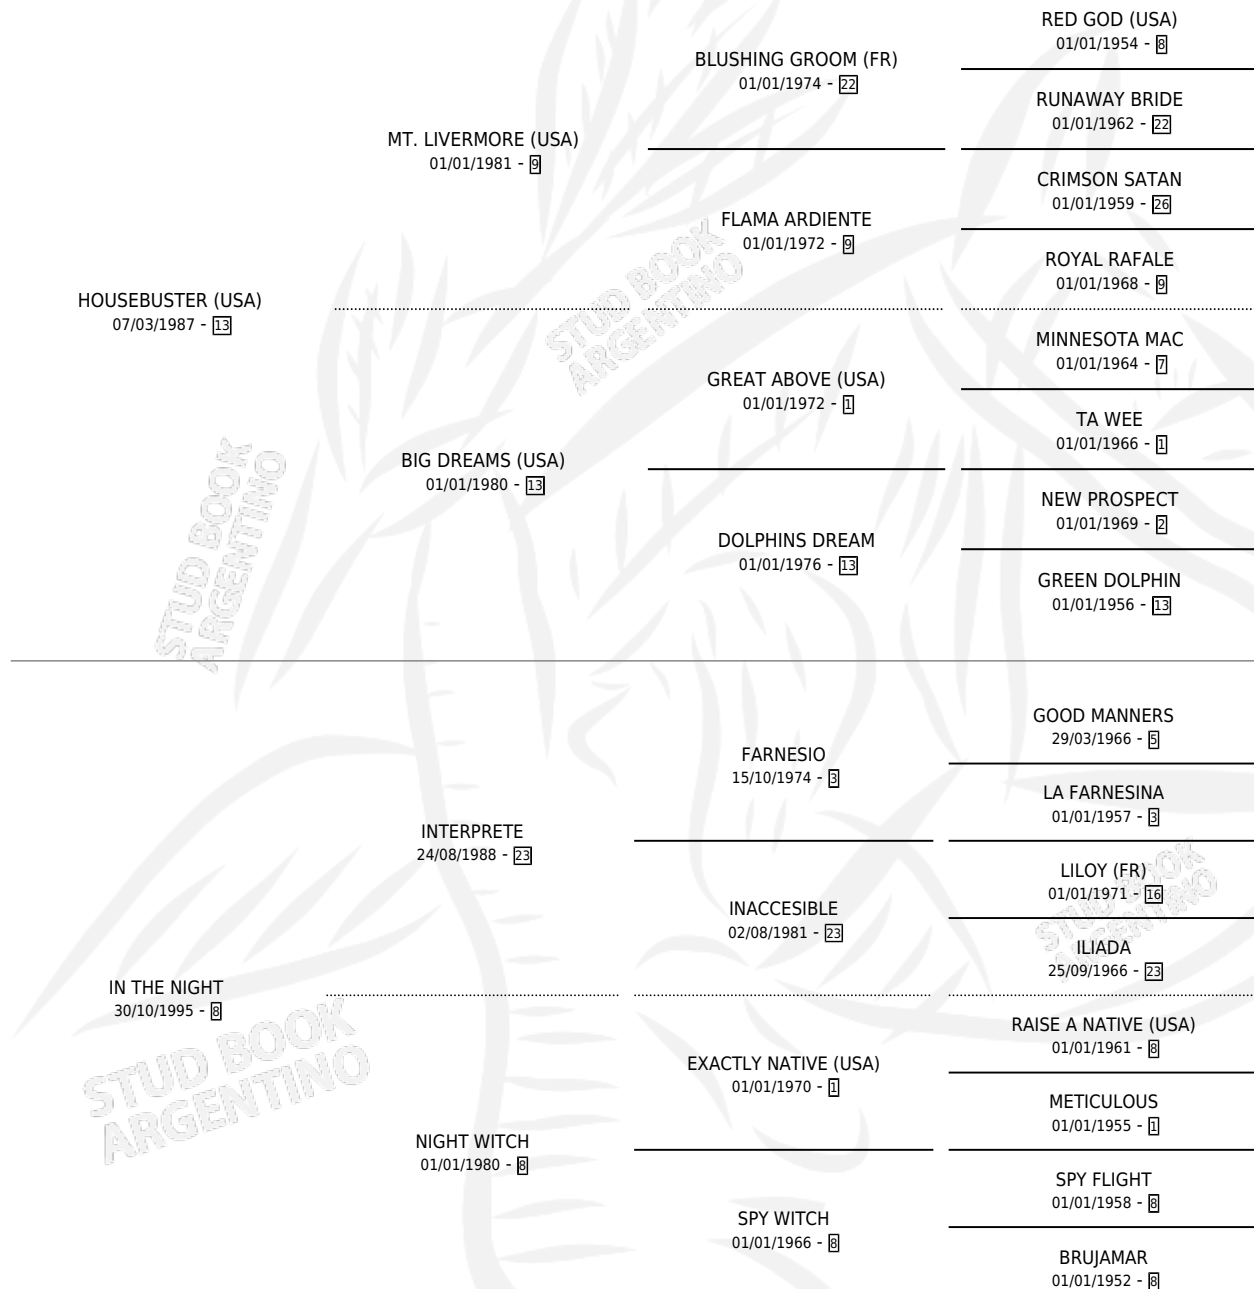 RED GOD (USA)
01/01/1954 - 8
BLUSHING GROOM (FR)
01/01/1974 - 22
RUNAWAY BRIDE
01/01/1962 - 22
MT. LIVERMORE (USA)
01/01/1981 - 9
CRIMSON SATAN
01/01/1959 - 26
FLAMA ARDIENTE
01/01/1972 - 9
ROYAL RAFALE
01/01/1968 - 9
HOUSEBUSTER (USA)
07/03/1987 - 13
MINNESOTA MAC
01/01/1964 - 7
GREAT ABOVE (USA)
01/01/1972 - 1
TA WEE
01/01/1966 - 1
BIG DREAMS (USA)
01/01/1980 - 13
NEW PROSPECT
01/01/1969 - 2
DOLPHINS DREAM
01/01/1976 - 13
GREEN DOLPHIN
01/01/1956 - 13
GOOD MANNERS
29/03/1966 - 5
FARNESIO
15/10/1974 - 3
LA FARNESINA
01/01/1957 - 3
INTERPRETE
24/08/1988 - 23
LILOY (FR)
01/01/1971 - 16
INACCESIBLE
02/08/1981 - 23
ILIADA
25/09/1966 - 23
IN THE NIGHT
30/10/1995 - 8
RAISE A NATIVE (USA)
01/01/1961 - 8
EXACTLY NATIVE (USA)
01/01/1970 - 1
METICULOUS
01/01/1955 - 1
NIGHT WITCH
01/01/1980 - 8
SPY FLIGHT
01/01/1958 - 8
SPY WITCH
01/01/1966 - 8
BRUJAMAR
01/01/1952 - 8
STUD BOOK
ARGENTINO
STUD BOOK
ARGENTINO
STUD BOOK
ARGENTINO
STUD BOOK
ARGENTINO